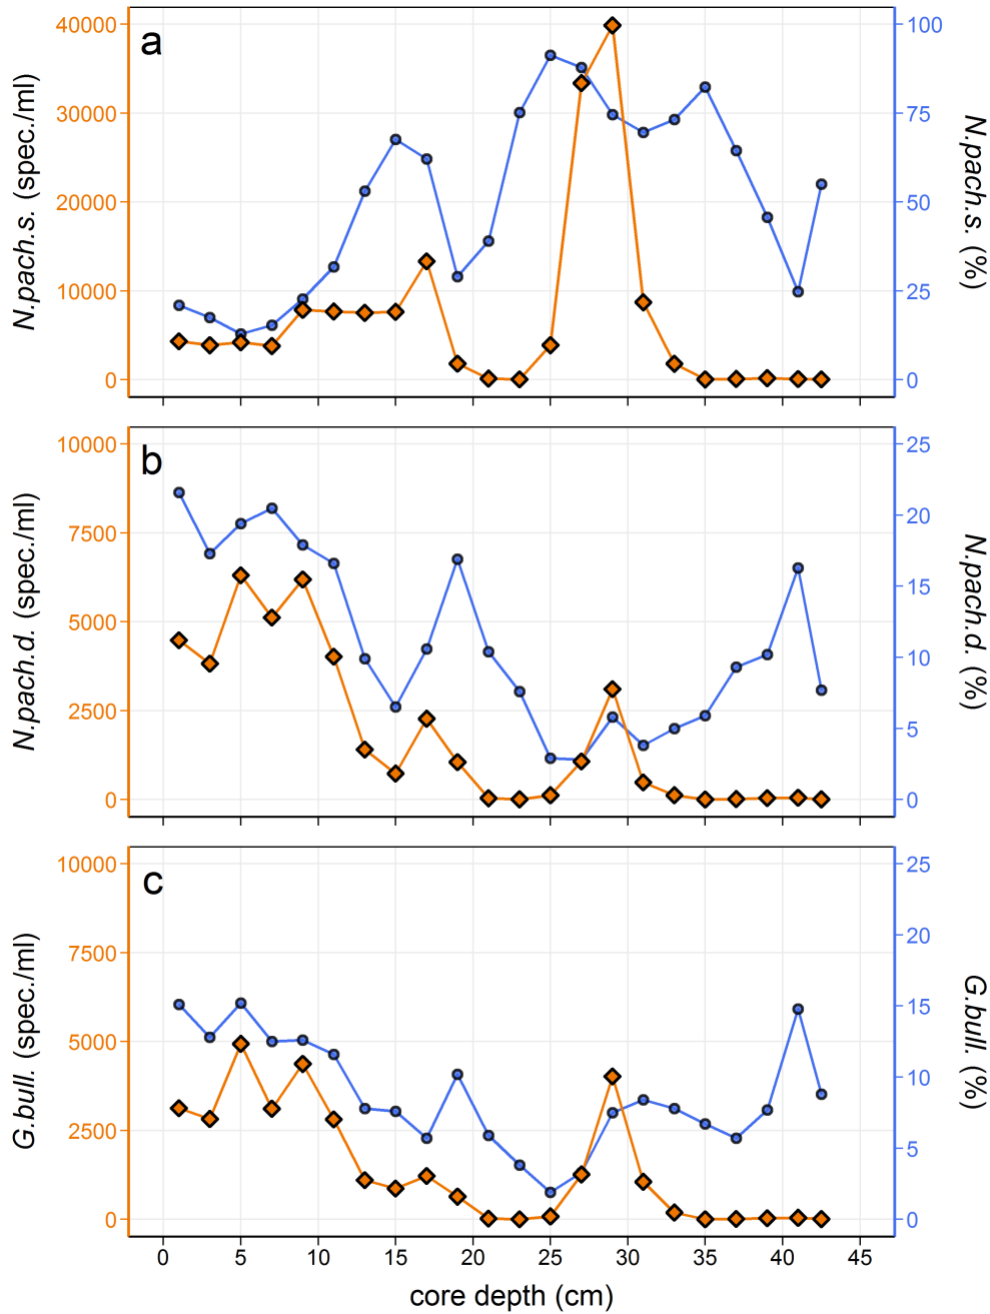 a
N.pach.s. (spec./ml)
40000
30000
20000
10000
0
100
75
50
25
0
N.pach.s. (%)
b
N.pach.d. (spec./ml)
10000
7500
5000
2500
0
25
20
15
10
5
0
N.pach.d. (%)
c
G.bull. (spec./ml)
10000
7500
5000
2500
0
25
20
15
10
5
0
G.bull. (%)
0 5 10 15 20 25 30 35 40 45
core depth (cm)